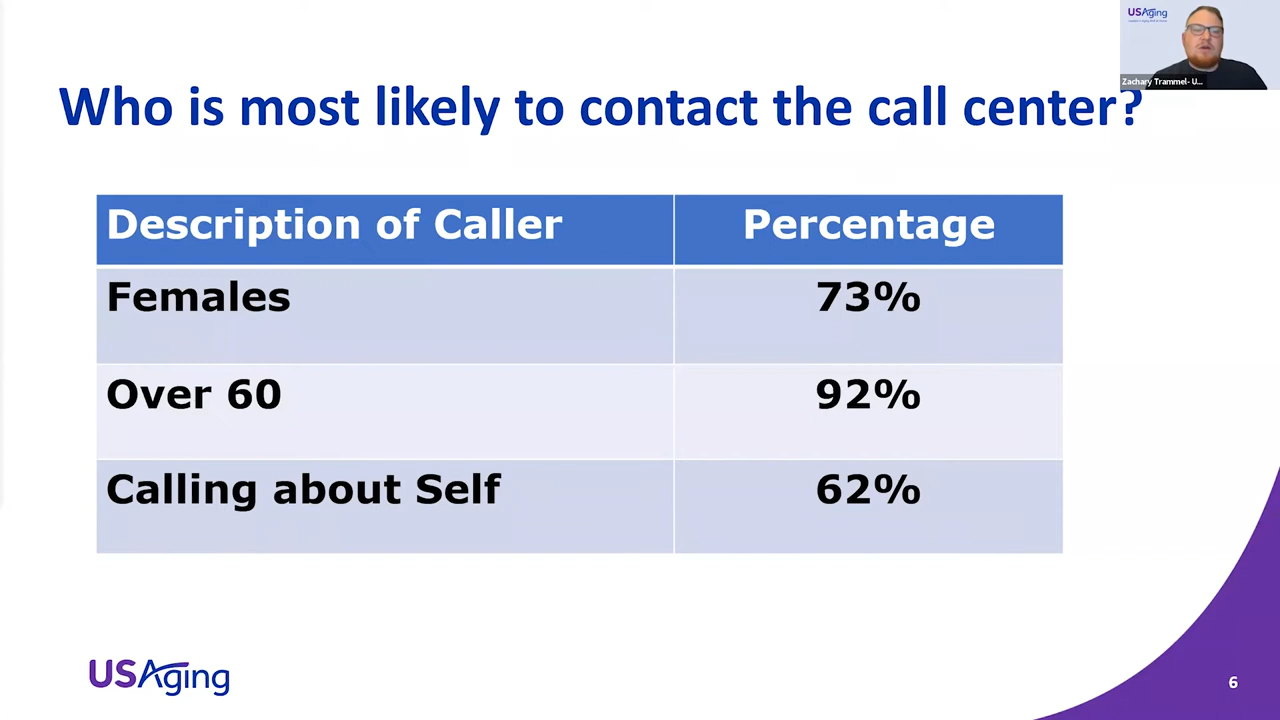 USAging
Zachary Trammel- U...
Who is most likely to contact the call center?
Description of Caller
Percentage
Females
73%
Over 60
92%
Calling about Self
62%
USAging
6